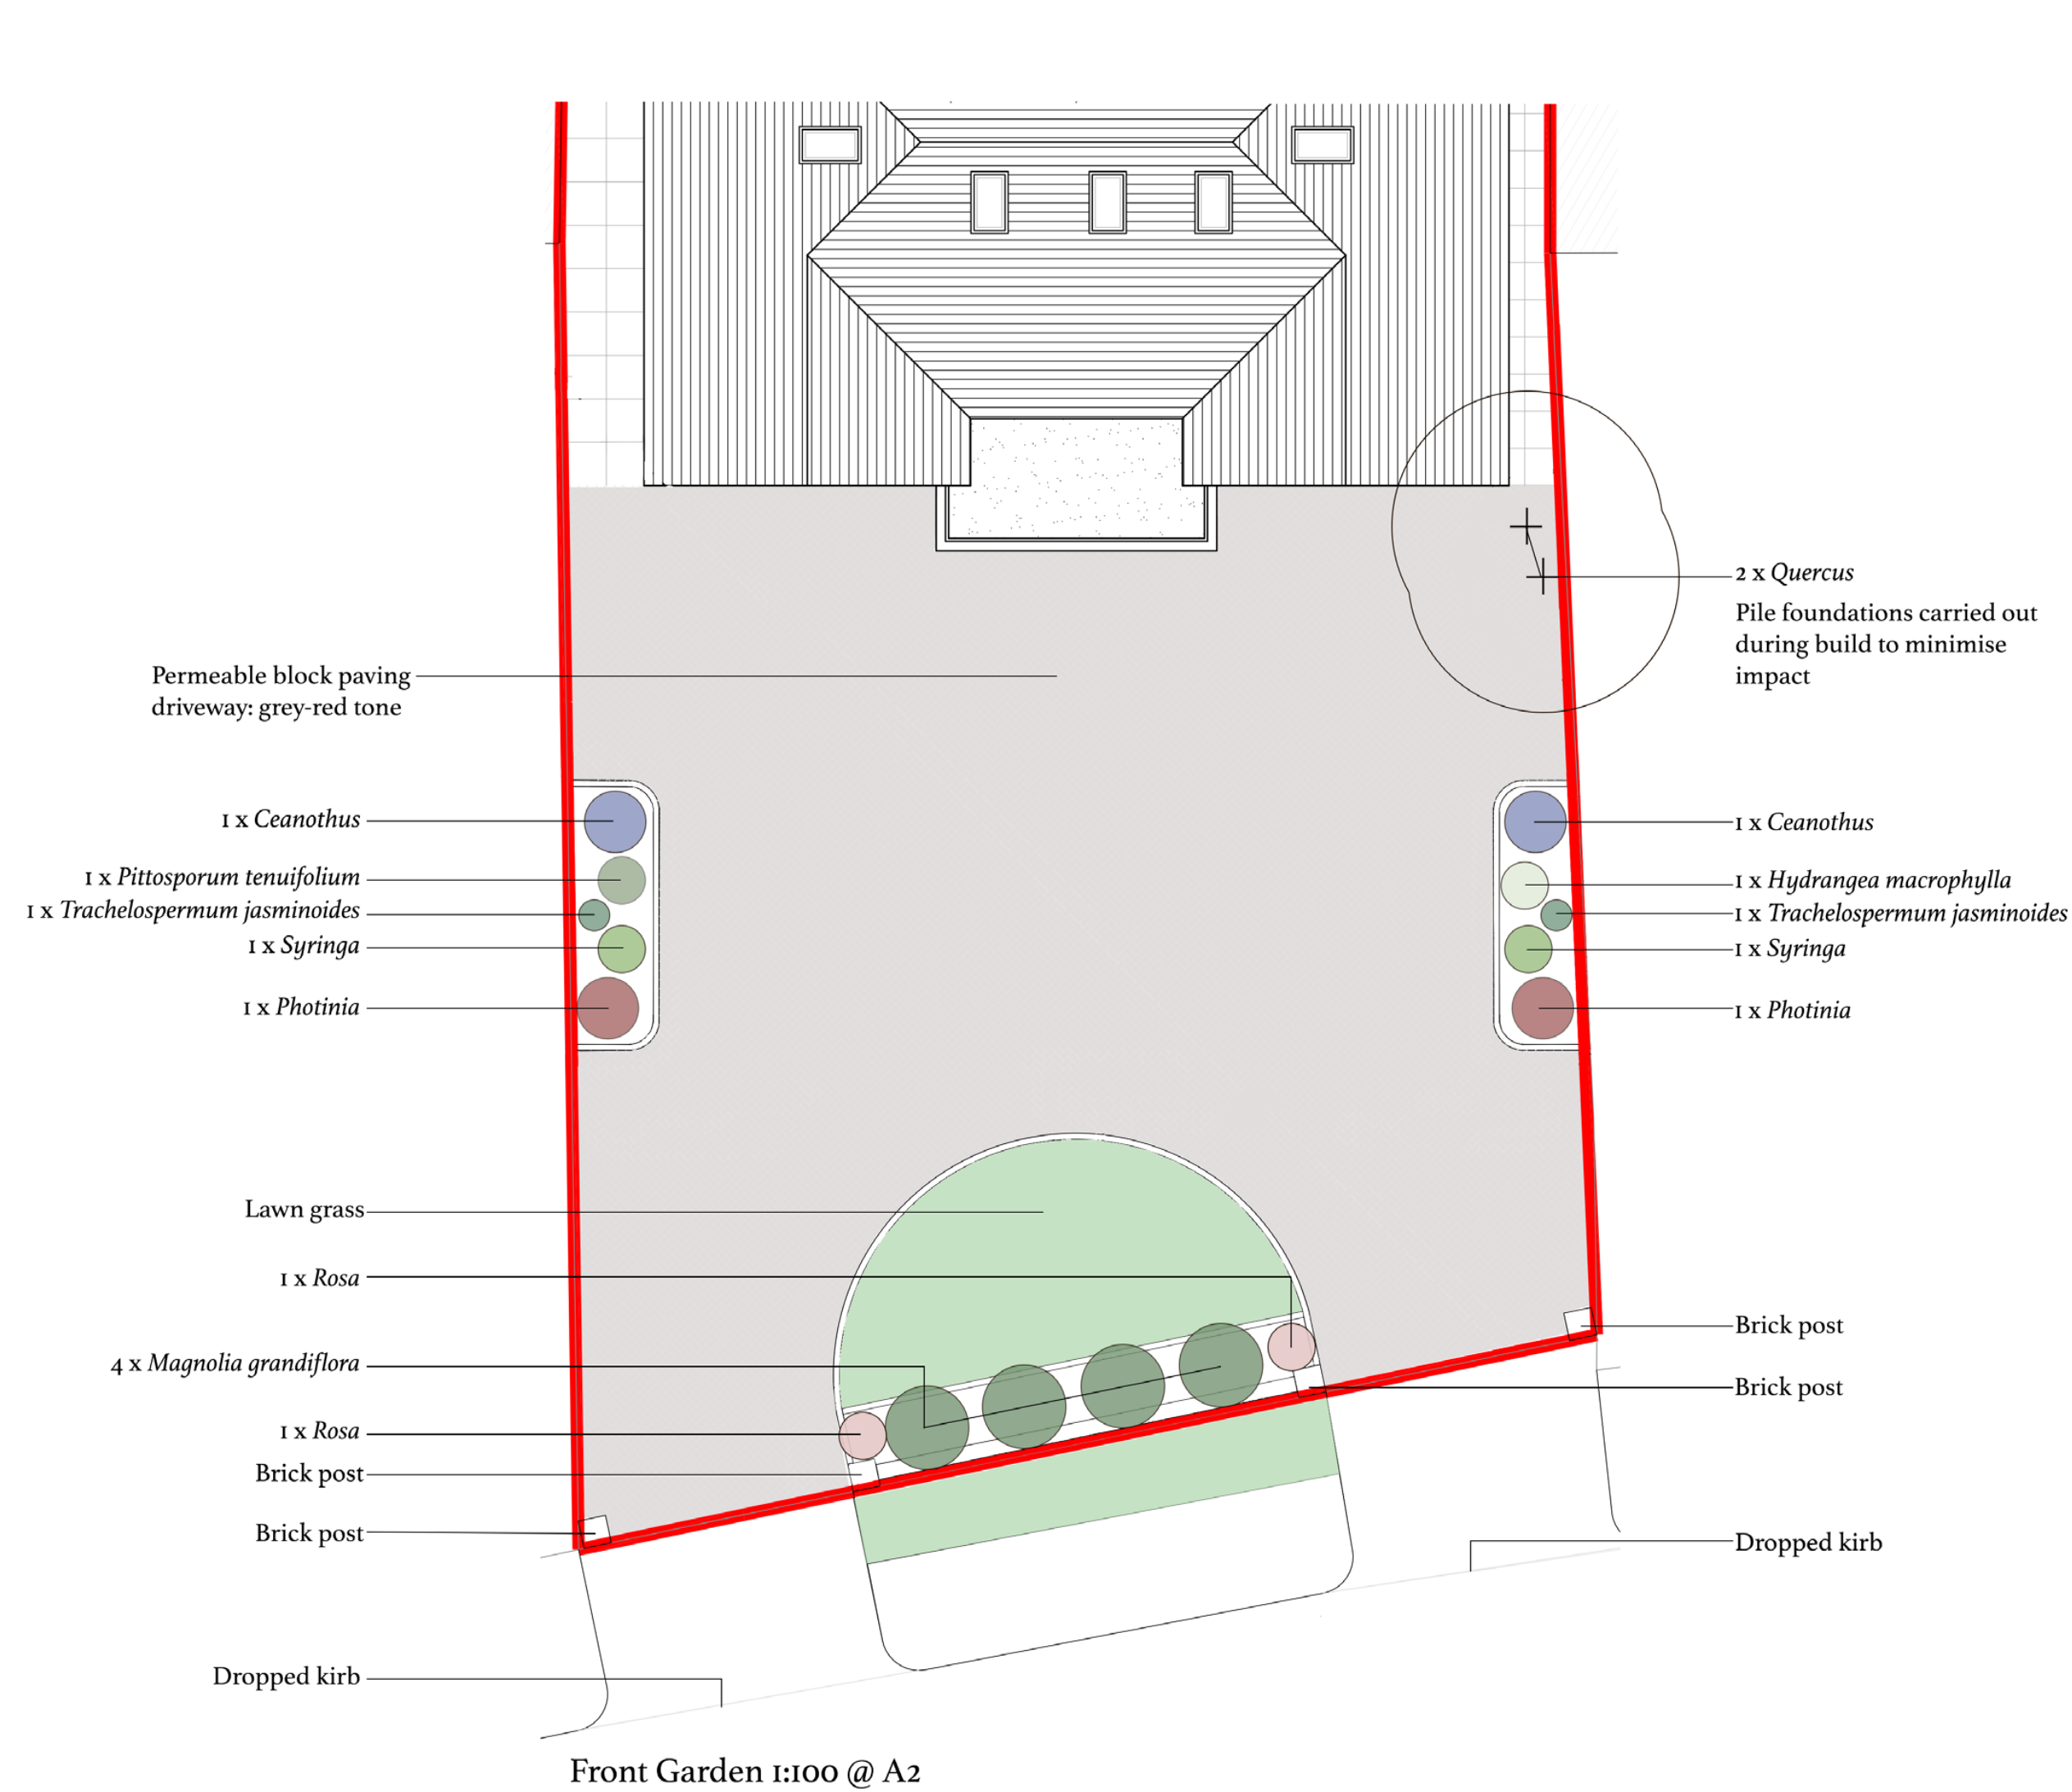 2 x Quercus
Pile foundations carried out
during build to minimise
impact
Permeable block paving
driveway: grey-red tone
1 x Ceanothus
1 x Ceanothus
1 x Pittosporum tenuifolium
1 x Hydrangea macrophylla
1 x Trachelospermum jasminoides
1 x Trachelospermum jasminoides
1 x Syringa
1 x Syringa
1 x Photinia
1 x Photinia
Lawn grass
1 x Rosa
Brick post
4 x Magnolia grandiflora
Brick post
1 x Rosa
Brick post
Brick post
Dropped kirb
Dropped kirb
Front Garden 1:100 @ A2